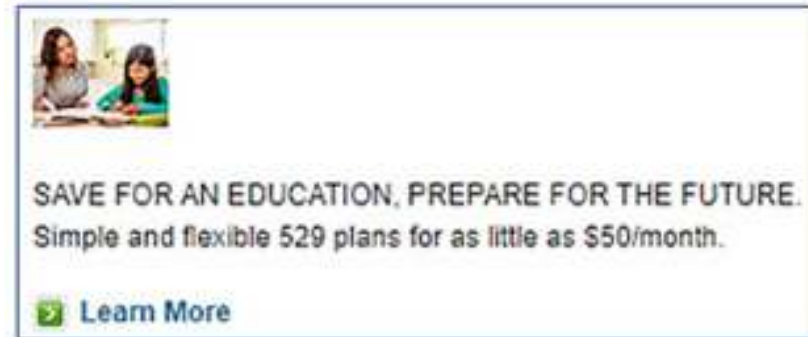 SAVE FOR AN EDUCATION, PREPARE FOR THE FUTURE.
Simple and flexible 529 plans for as little as $50/month.
Learn More